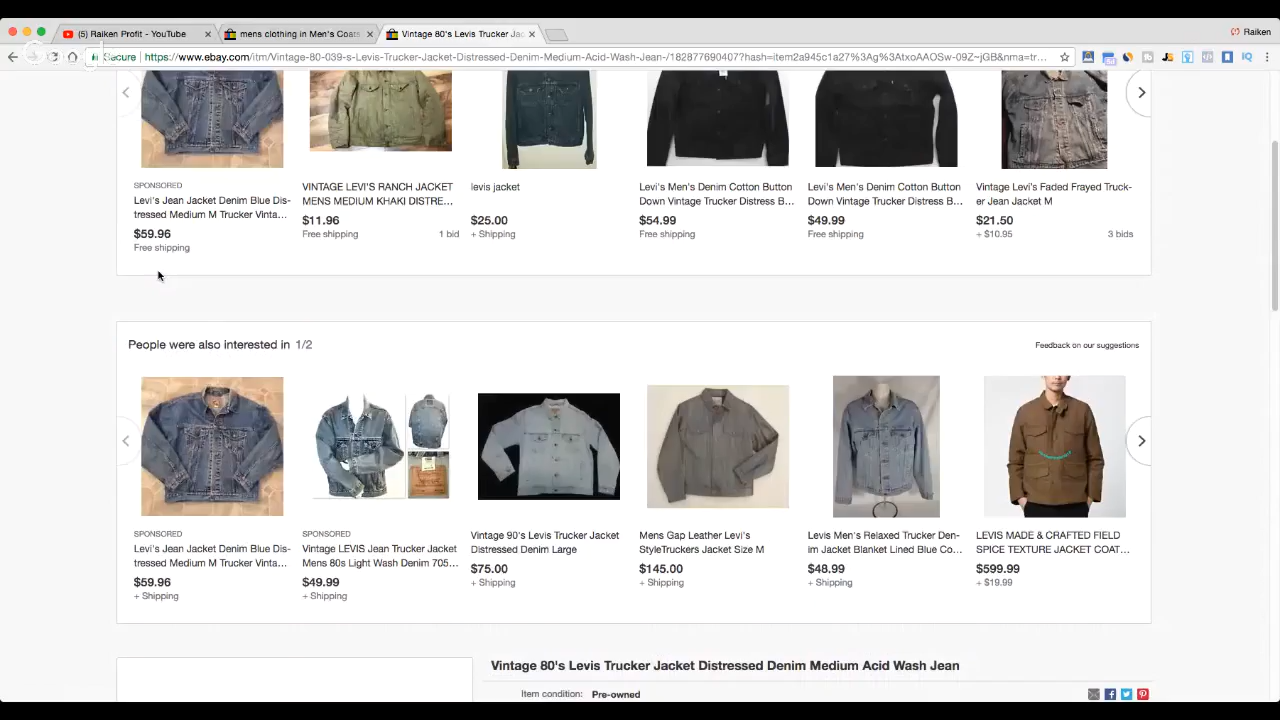 (5) Raiken Profit - YouTube
mens clothing in Men's Coats
Vintage 80's Levis Trucker Jac
Raiken
Secure
https://www.ebay.com/itm/Vintage-80-039-s-Levis-Trucker-Jacket-Distressed-Denim-Medium-Acid-Wash-Jean-/182877690407?hash=item2a945c1a27%3Ag%3AtxoAAOSw-09Z~jGB&nma=tr...
SPONSORED
Levi's Jean Jacket Denim Blue Dis-
tressed Medium M Trucker Vinta...
$59.96
Free shipping
VINTAGE LEVI'S RANCH JACKET
MENS MEDIUM KHAKI DISTRE...
$11.96
Free shipping
1 bid
levis jacket
$25.00
+ Shipping
Levi's Men's Denim Cotton Button
Down Vintage Trucker Distress B...
$54.99
Free shipping
Levi's Men's Denim Cotton Button
Down Vintage Trucker Distress B...
$49.99
Free shipping
Vintage Levi's Faded Frayed Truck-
er Jean Jacket M
$21.50
+ $10.95
3 bids
People were also interested in 1/2
Feedback on our suggestions
SPONSORED
Levi's Jean Jacket Denim Blue Dis-
tressed Medium M Trucker Vinta...
$59.96
+ Shipping
SPONSORED
Vintage LEVIS Jean Trucker Jacket
Mens 80s Light Wash Denim 705...
$49.99
+ Shipping
Vintage 90's Levis Trucker Jacket
Distressed Denim Large
$75.00
+ Shipping
Mens Gap Leather Levi's
StyleTruckers Jacket Size M
$145.00
+ Shipping
Levis Men's Relaxed Trucker Den-
im Jacket Blanket Lined Blue Co...
$48.99
+ Shipping
LEVIS MADE & CRAFTED FIELD
SPICE TEXTURE JACKET COAT...
$599.99
+ $19.99
Vintage 80's Levis Trucker Jacket Distressed Denim Medium Acid Wash Jean
Item condition: Pre-owned